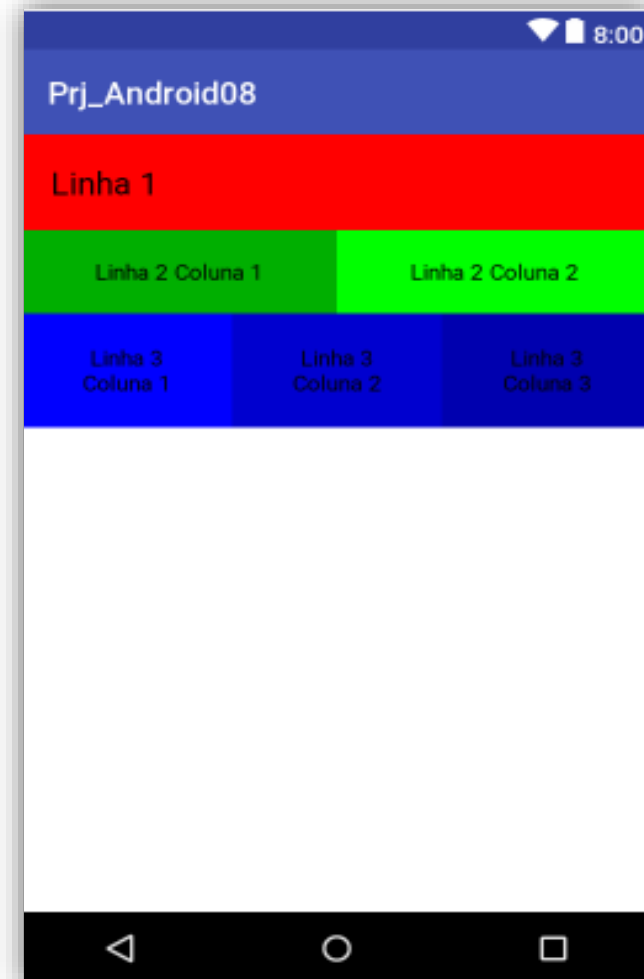 8:00
Prj_Android08
Linha 1
Linha 2 Coluna 1
Linha 2 Coluna 2
Linha 3
Coluna 1
Linha 3
Coluna 2
Linha 3
Coluna 3